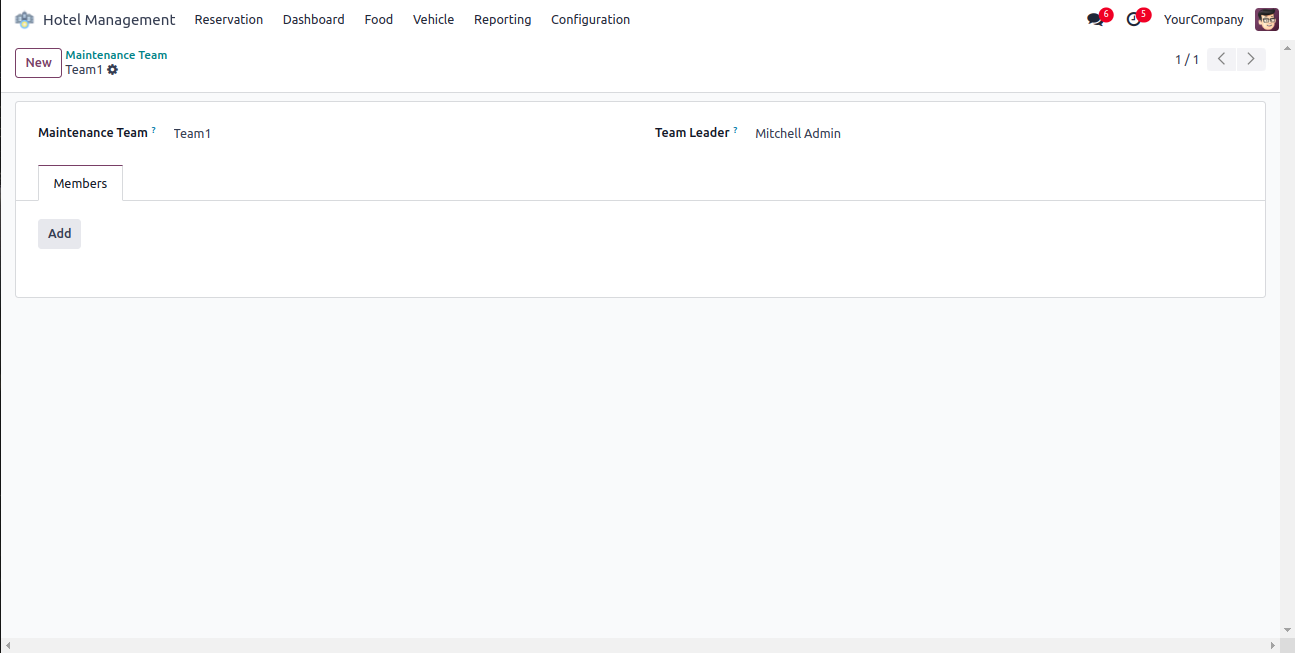 Hotel Management Reservation Dashboard Food Vehicle Reporting Configuration 6 5 YourCompany
New Maintenance Team
Team1 1 / 1
Maintenance Team ? Team1 Team Leader ? Mitchell Admin
Members
Add